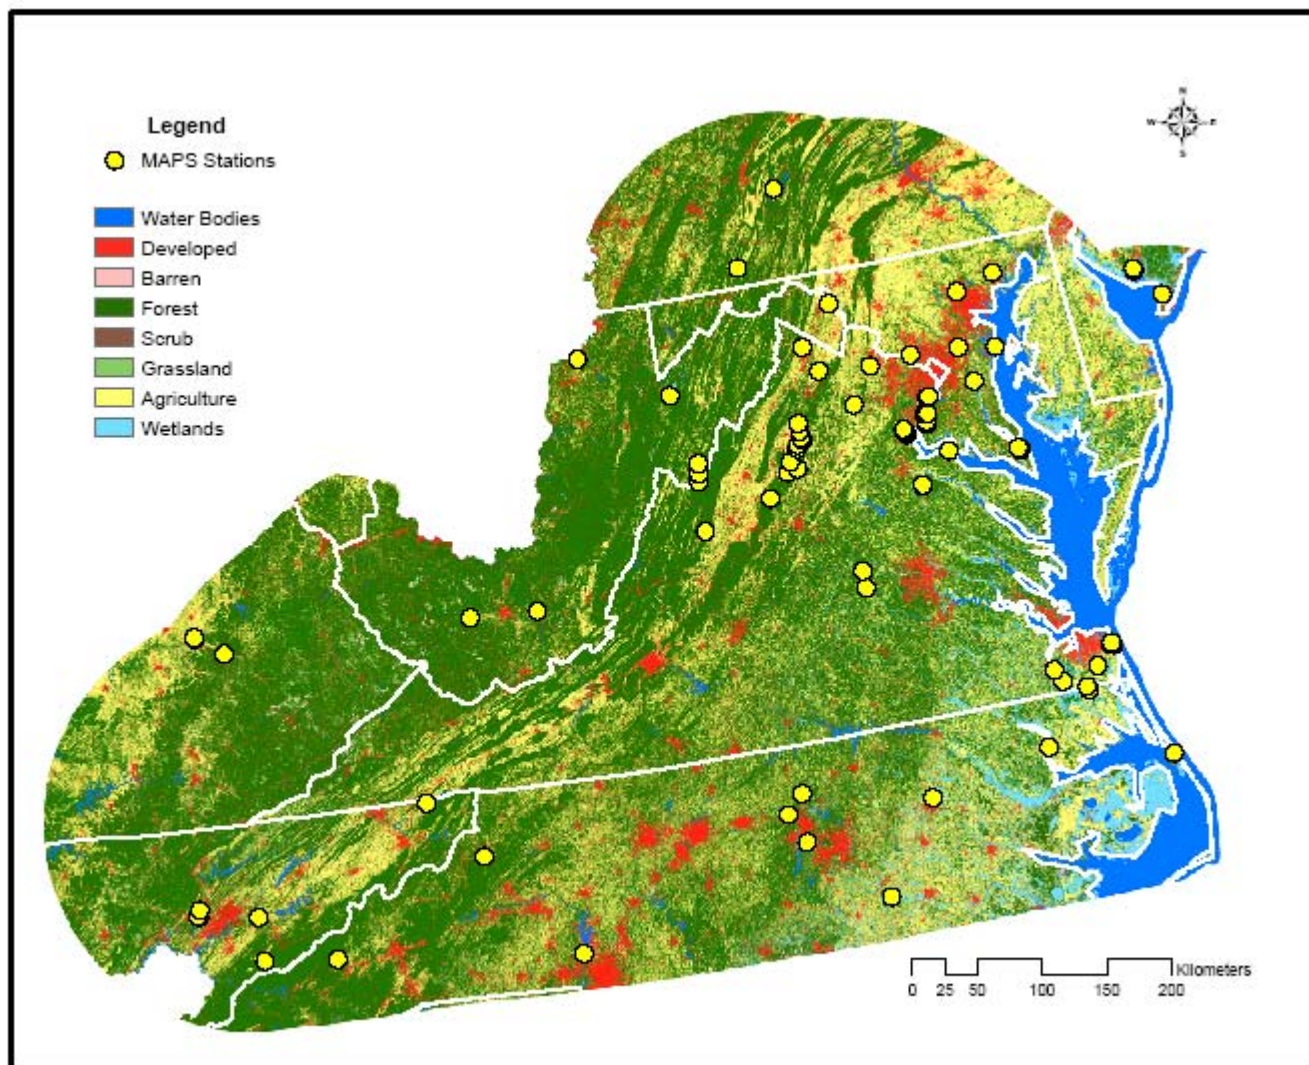 Legend
MAPS Stations
Water Bodies
Developed
Barren
Forest
Scrub
Grassland
Agriculture
Wetlands
N
W E
S
Kilometers
0 25 50 100 150 200